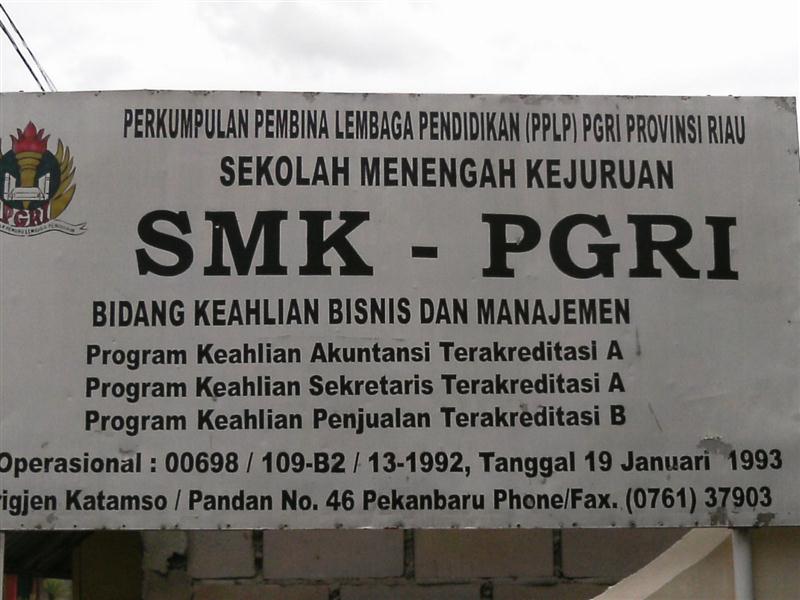 PERKUMPULAN PEMBINA LEMBAGA PENDIDIKAN (PPLP) PGRI PROVINSI RIAU
SEKOLAH MENENGAH KEJURUAN
SMK - PGRI
PGRI
BIDANG KEAHLIAN BISNIS DAN MANAJEMEN
Program Keahlian Akuntansi Terakreditasi A
Program Keahlian Sekretaris Terakreditasi A
Program Keahlian Penjualan Terakreditasi B
Operasional : 00698 / 109-B2 / 13-1992, Tanggal 19 Januari 1993
rigjen Katamso / Pandan No. 46 Pekanbaru Phone/Fax. (0761) 37903